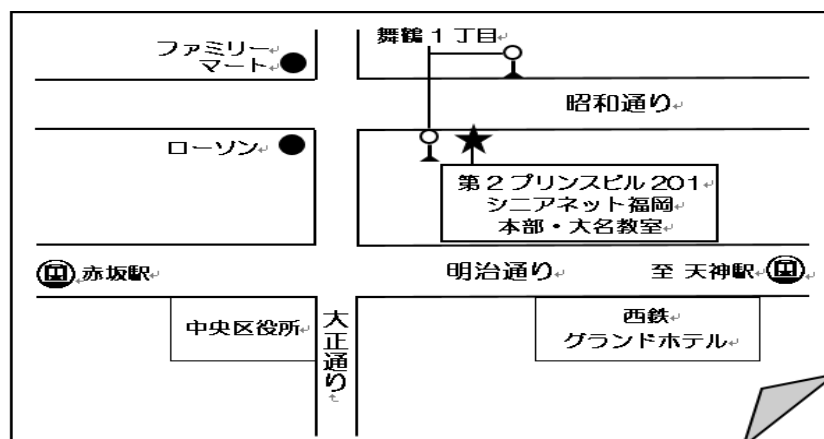 ファミリー
マート
舞鶴1丁目
昭和通り
ローソン
第2プリンスビル201
シニアネット福岡
本部・大名教室
赤坂駅
明治通り
至 天神駅
中央区役所
大正通り
西鉄
グランドホテル